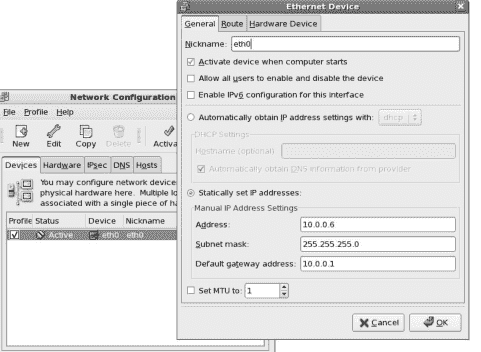 Network Configuration
File Profile Help
New Edit Copy Delete Activa
Devices Hardware IPsec DNS Hosts
You may configure network device
physical hardware here. Multiple lo
associated with a single piece of ha
Profile Status Device Nickname
Active eth0 eth0
Ethernet Device
General Route Hardware Device
Nickname: eth0
Activate device when computer starts
Allow all users to enable and disable the device
Enable IPv6 configuration for this interface
Automatically obtain IP address settings with: dhcp
DHCP Settings
Hostname (optional):
Automatically obtain DNS information from provider
Statically set IP addresses:
Manual IP Address Settings
Address: 10.0.0.6
Subnet mask: 255.255.255.0
Default gateway address: 10.0.0.1
Set MTU to: 1
Cancel OK